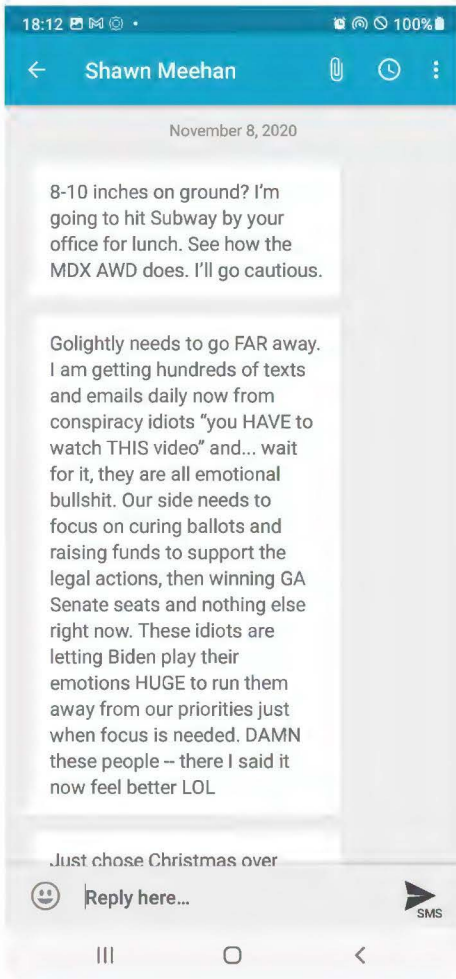 18:12 100%
Shawn Meehan
November 8, 2020
8-10 inches on ground? I'm
going to hit Subway by your
office for lunch. See how the
MDX AWD does. I'll go cautious.
Golightly needs to go FAR away.
I am getting hundreds of texts
and emails daily now from
conspiracy idiots “you HAVE to
watch THIS video” and... wait
for it, they are all emotional
bullshit. Our side needs to
focus on curing ballots and
raising funds to support the
legal actions, then winning GA
Senate seats and nothing else
right now. These idiots are
letting Biden play their
emotions HUGE to run them
away from our priorities just
when focus is needed. DAMN
these people -- there I said it
now feel better LOL
Just chose Christmas over
Reply here...
SMS